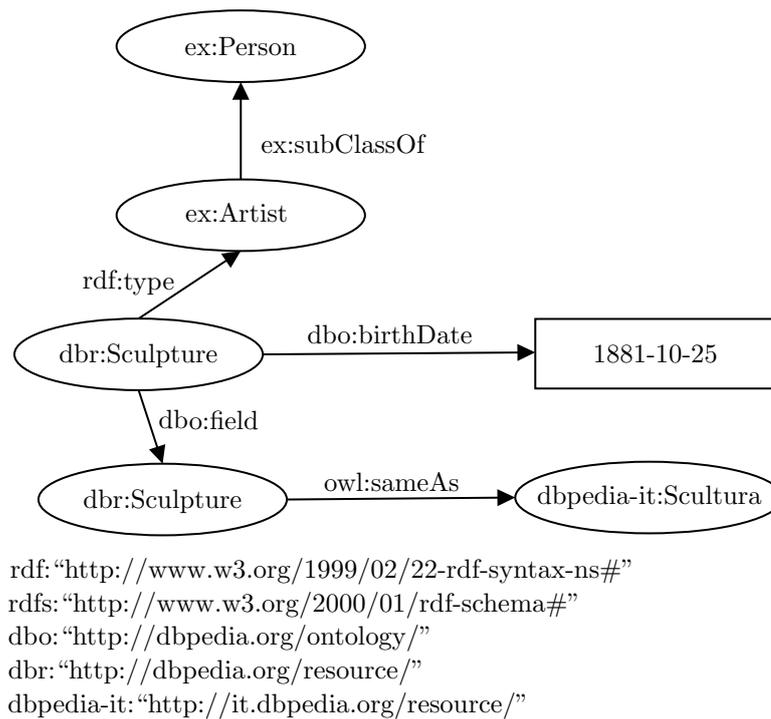 ex:Person
ex:subClassOf
ex:Artist
rdf:type
dbr:Sculpture
dbo:birthDate
1881-10-25
dbo:field
dbr:Sculpture
owl:sameAs
dbpedia-it:Scultura
rdf:“http://www.w3.org/1999/02/22-rdf-syntax-ns#”
rdfs:“http://www.w3.org/2000/01/rdf-schema#”
dbo:“http://dbpedia.org/ontology/”
dbr:“http://dbpedia.org/resource/”
dbpedia-it:“http://it.dbpedia.org/resource/”